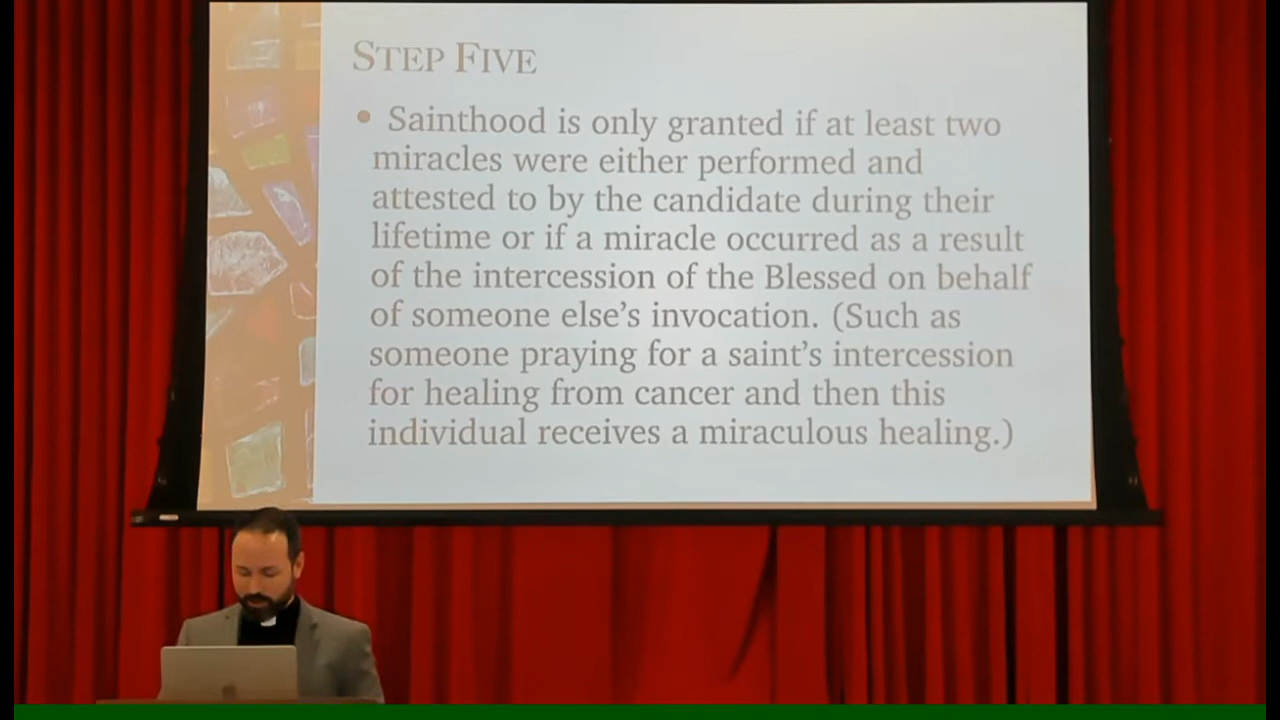 STEP FIVE
• Sainthood is only granted if at least two
miracles were either performed and
attested to by the candidate during their
lifetime or if a miracle occurred as a result
of the intercession of the Blessed on behalf
of someone else’s invocation. (Such as
someone praying for a saint’s intercession
for healing from cancer and then this
individual receives a miraculous healing.)